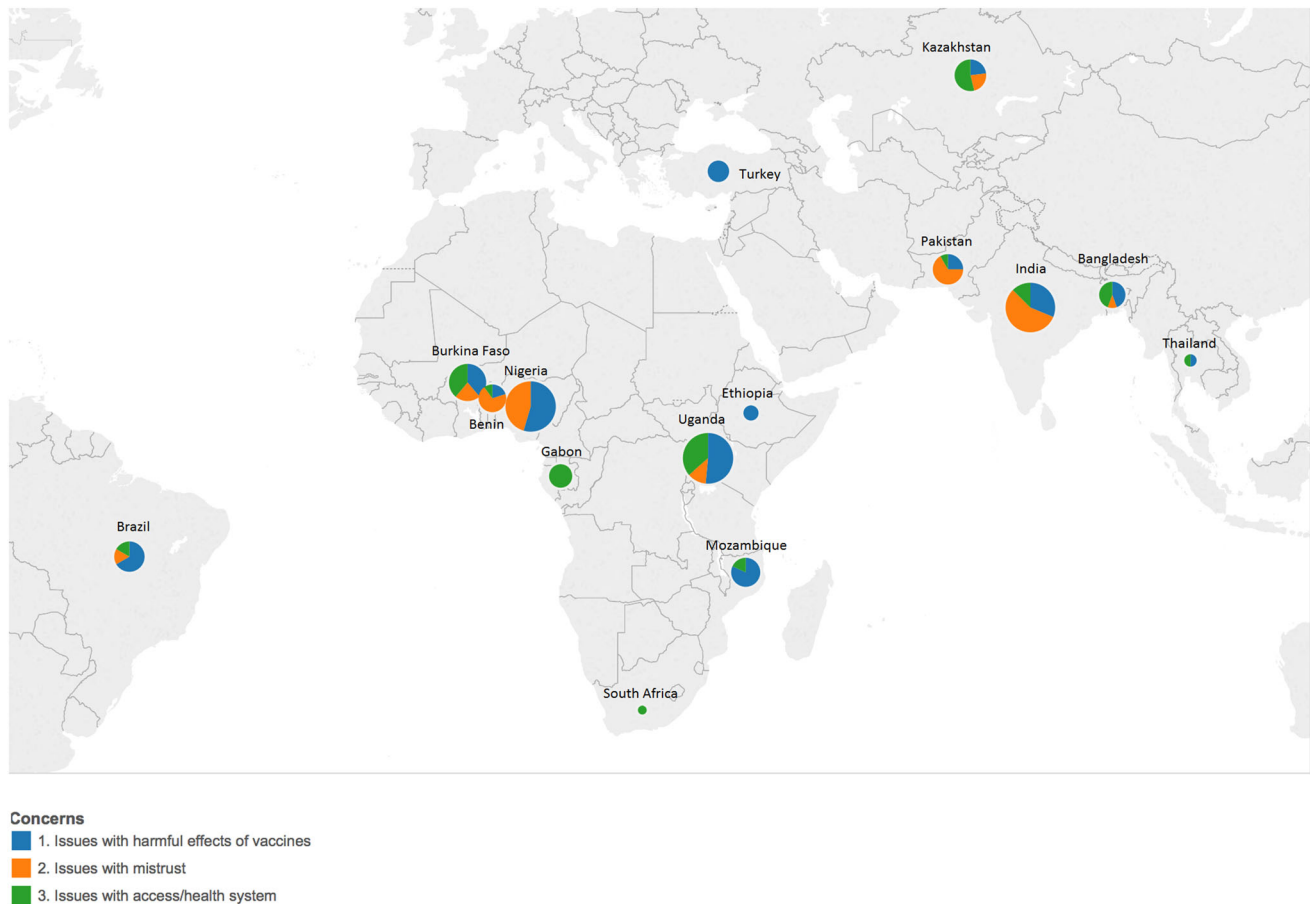 Kazakhstan
Turkey
Pakistan
India
Bangladesh
Thailand
Burkina Faso
Nigeria
Benin
Ethiopia
Uganda
Gabon
Brazil
Mozambique
South Africa
Concerns
1. Issues with harmful effects of vaccines
2. Issues with mistrust
3. Issues with access/health system